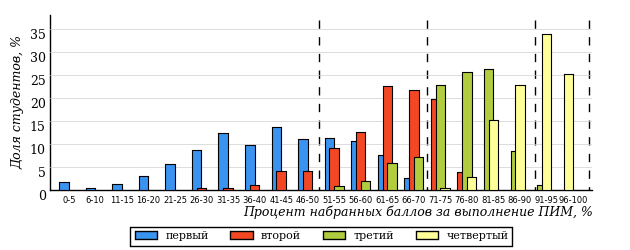 Доля студентов, %
35
30
25
20
15
10
5
0
0-5 6-10 11-15 16-20 21-25 26-30 31-35 36-40 41-45 46-50 51-55 56-60 61-65 66-70 71-75 76-80 81-85 86-90 91-95 96-100
Процент набранных баллов за выполнение ПИМ, %
первый второй третий четвертый